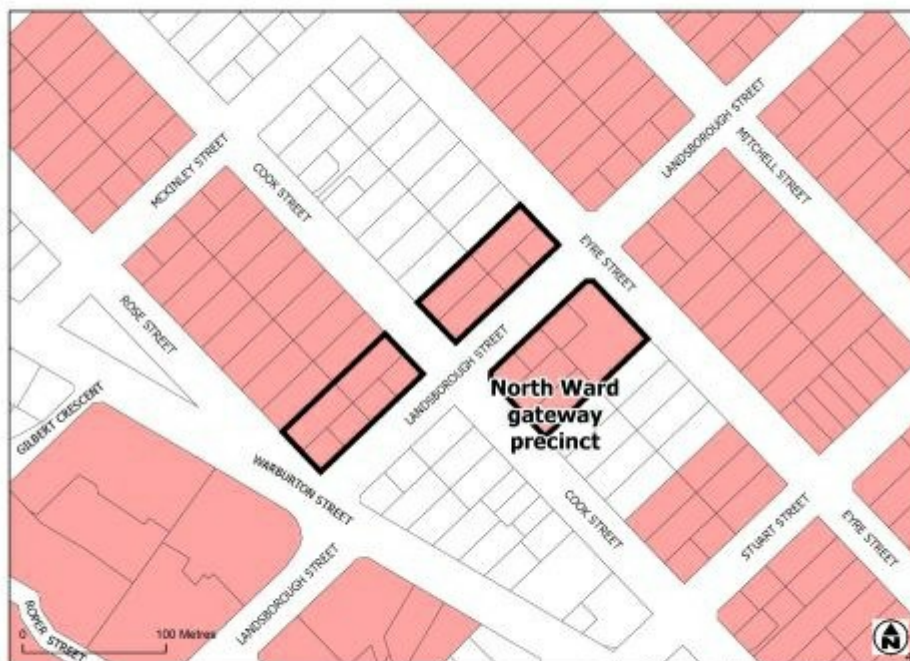 LANDSBOROUGH STREET
MITCHELL STREET
MCKINLEY STREET
COOK STREET
EYRE STREET
ROSE STREET
LANDSBOROUGH STREET
North Ward
gateway
precinct
GILBERT CRESCENT
WARBURTON STREET
COOK STREET
STUART STREET
EYRE STREET
LANDSBOROUGH STREET
ROPER STREET
0 100 Metres
N